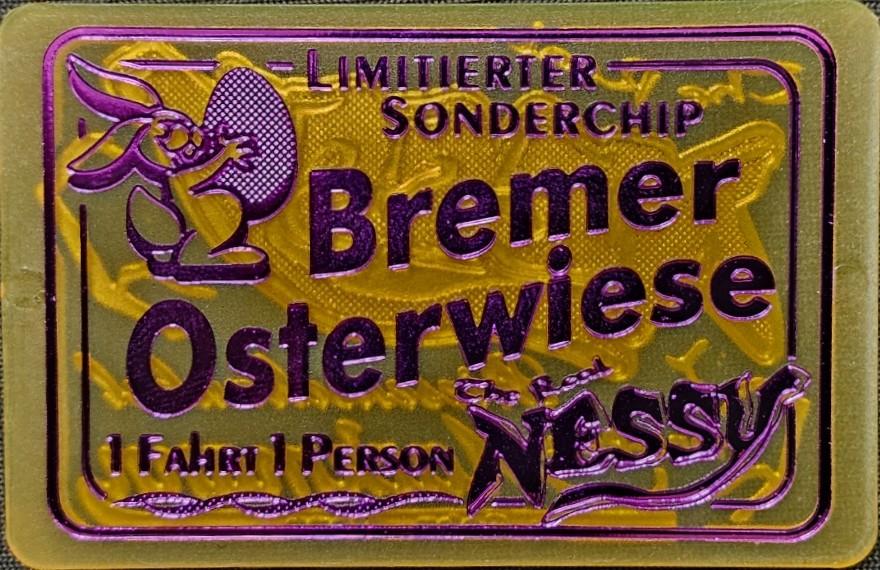 LIMITIERTER
SONDERCHIP
Bremer
Osterwiese
The Real
NESSY
1 FAHRT 1 PERSON